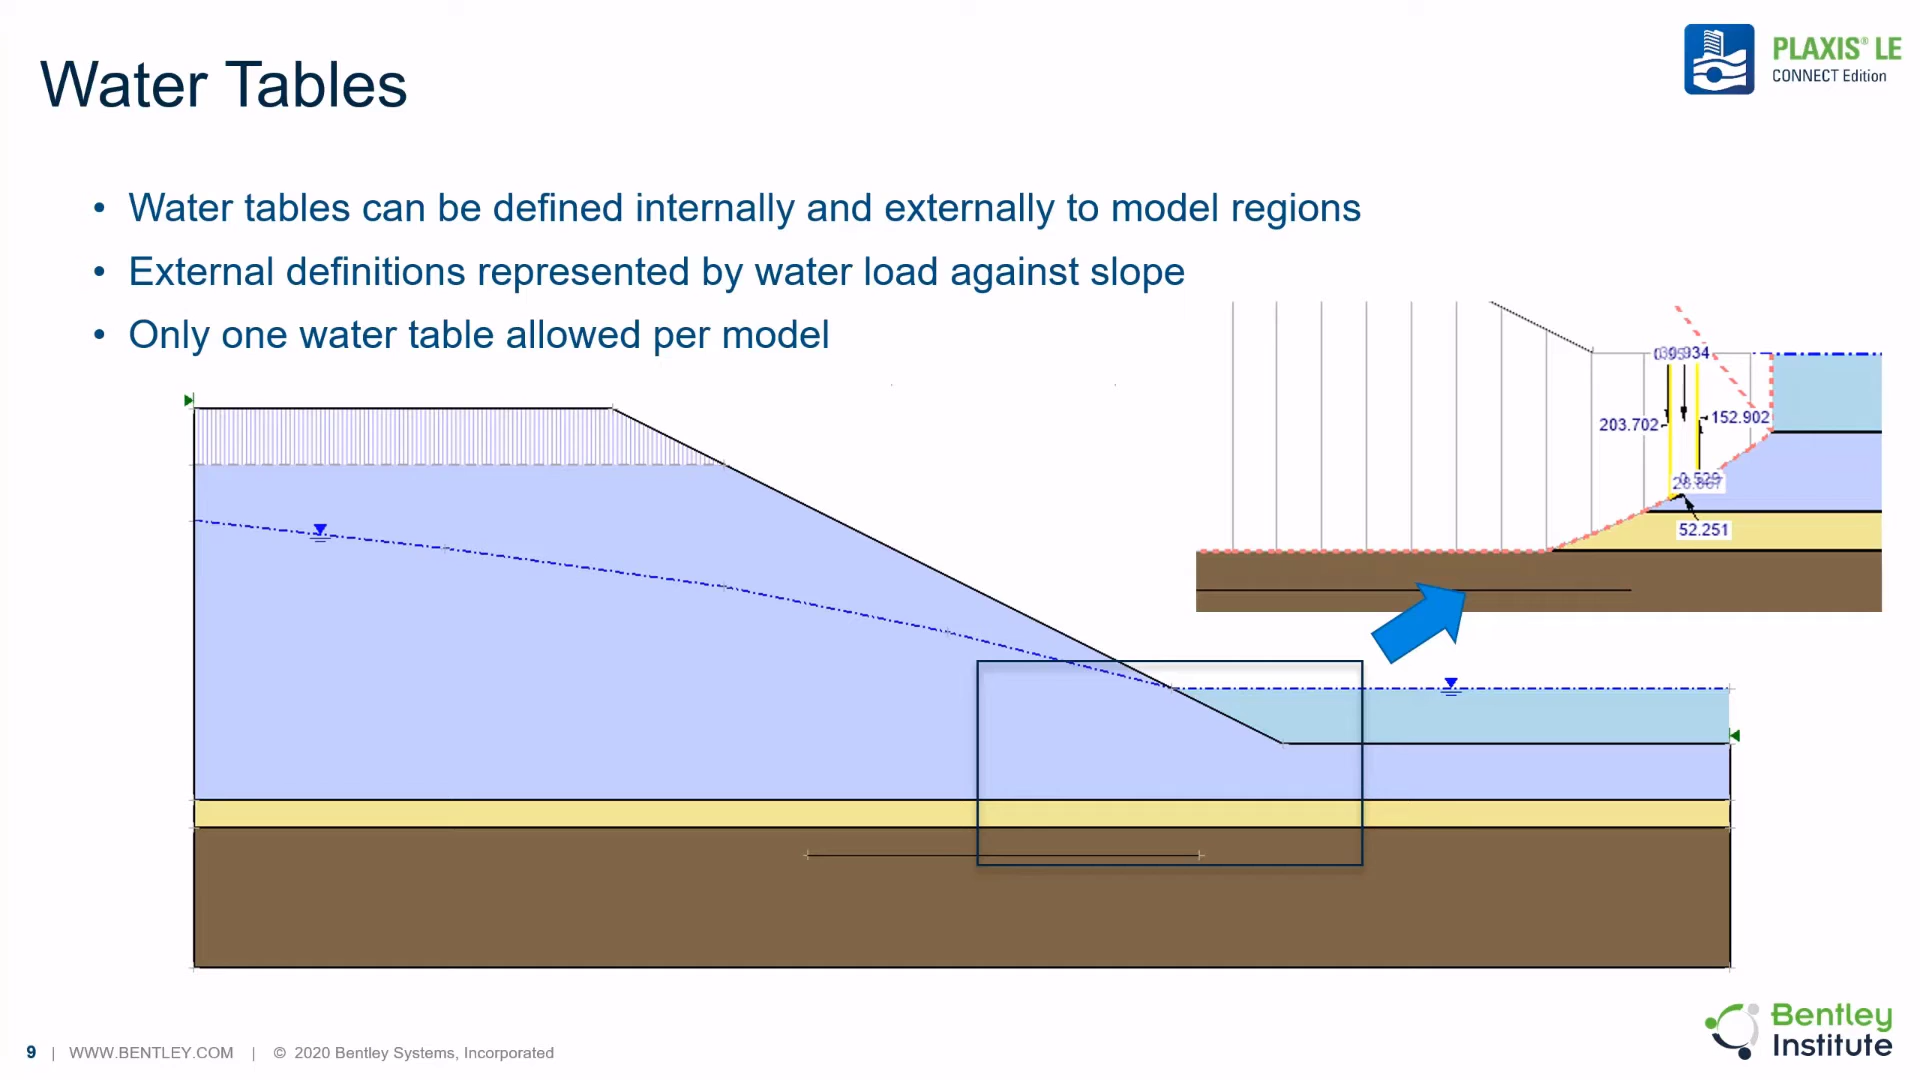 Water Tables
PLAXIS® LE
CONNECT Edition
• Water tables can be defined internally and externally to model regions
• External definitions represented by water load against slope
• Only one water table allowed per model
203.702
152.902
52.251
9 | WWW.BENTLEY.COM | © 2020 Bentley Systems, Incorporated
Bentley
Institute